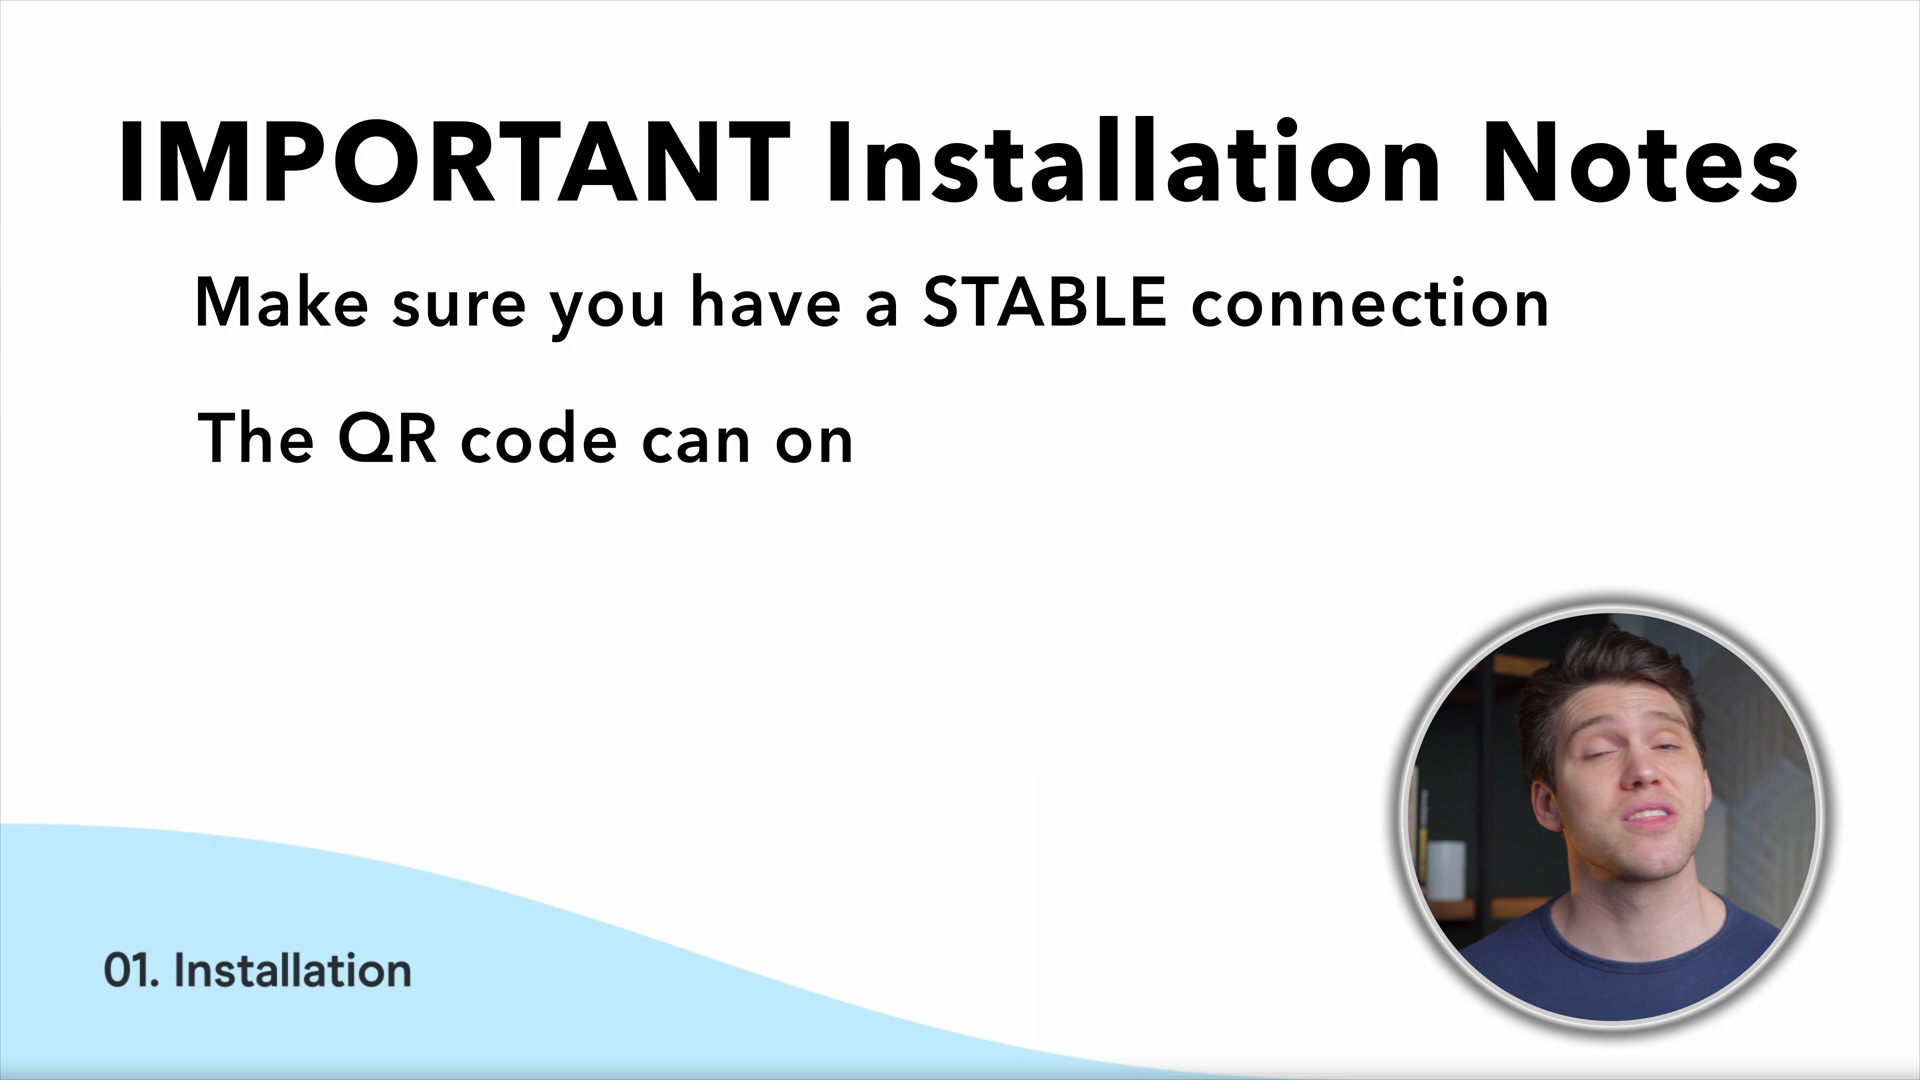 IMPORTANT Installation Notes
Make sure you have a STABLE connection
The QR code can on
01. Installation